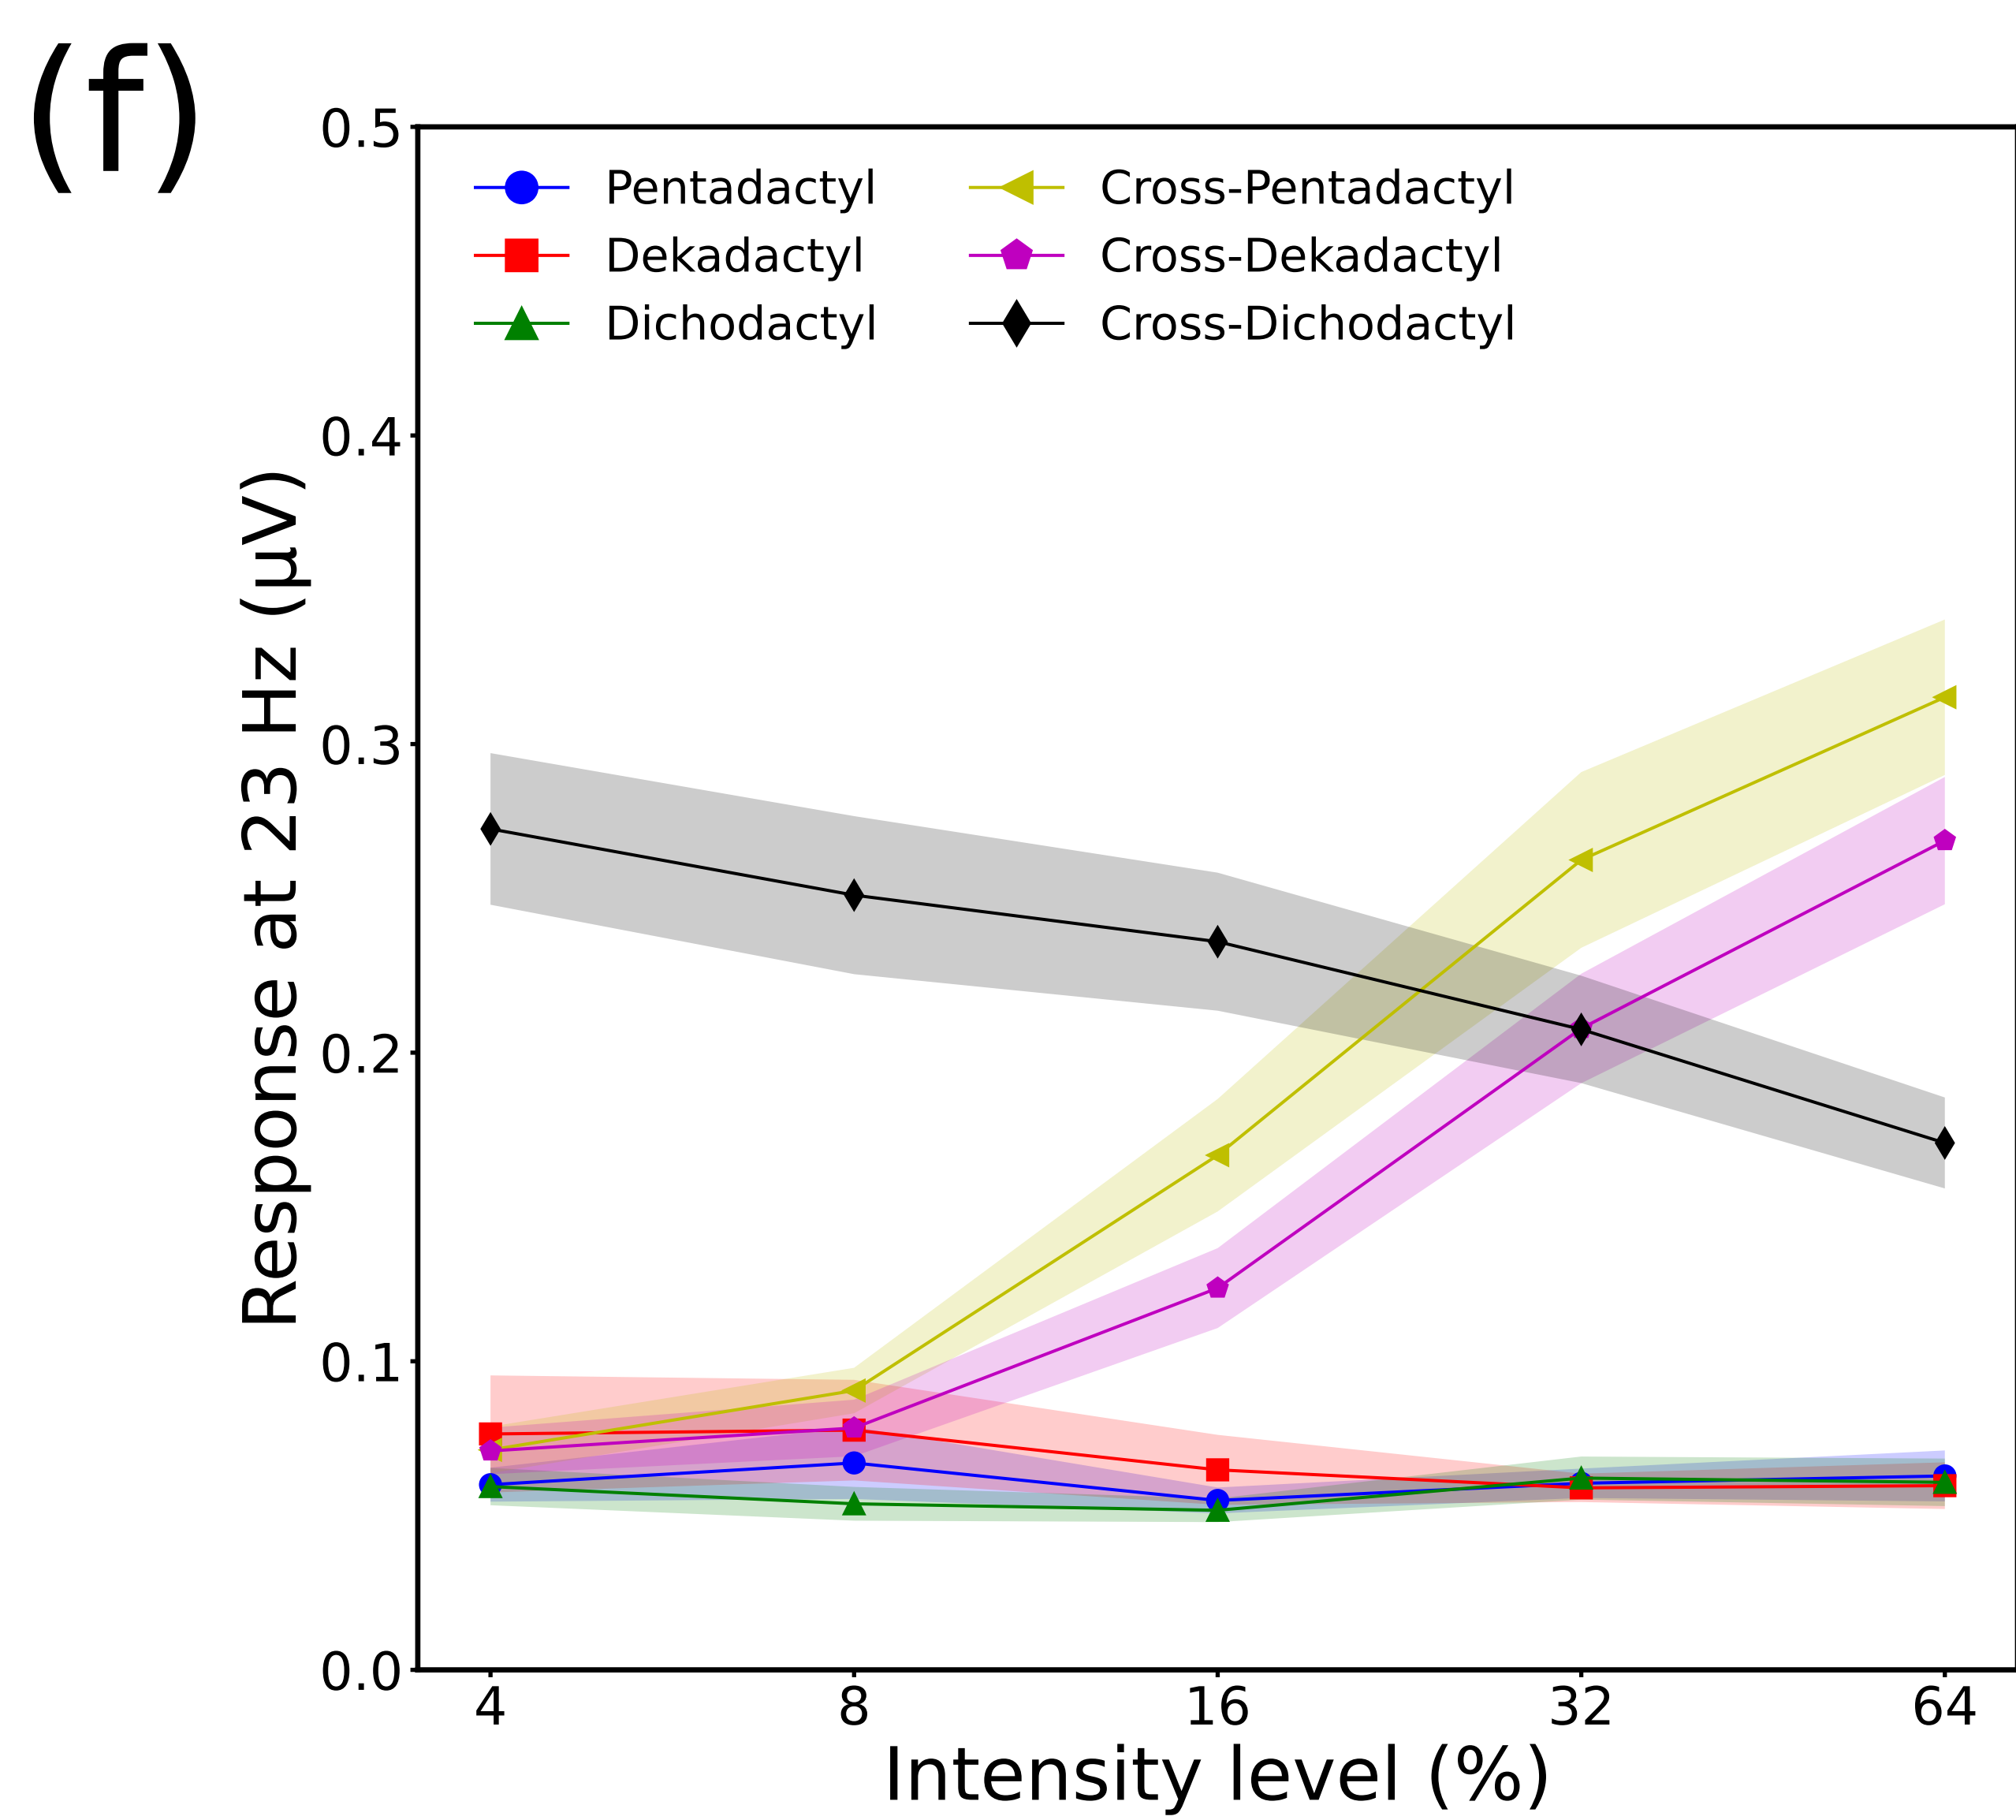 (f)
0.5
0.4
0.3
0.2
0.1
0.0
Response at 23 Hz (µV)
Pentadactyl
Dekadactyl
Dichodactyl
Cross-Pentadactyl
Cross-Dekadactyl
Cross-Dichodactyl
4 8 16 32 64
Intensity level (%)